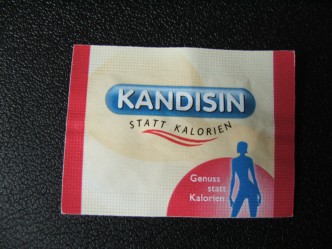 KANDISIN
STATT KALORIEN
Genuss
statt
Kalorien